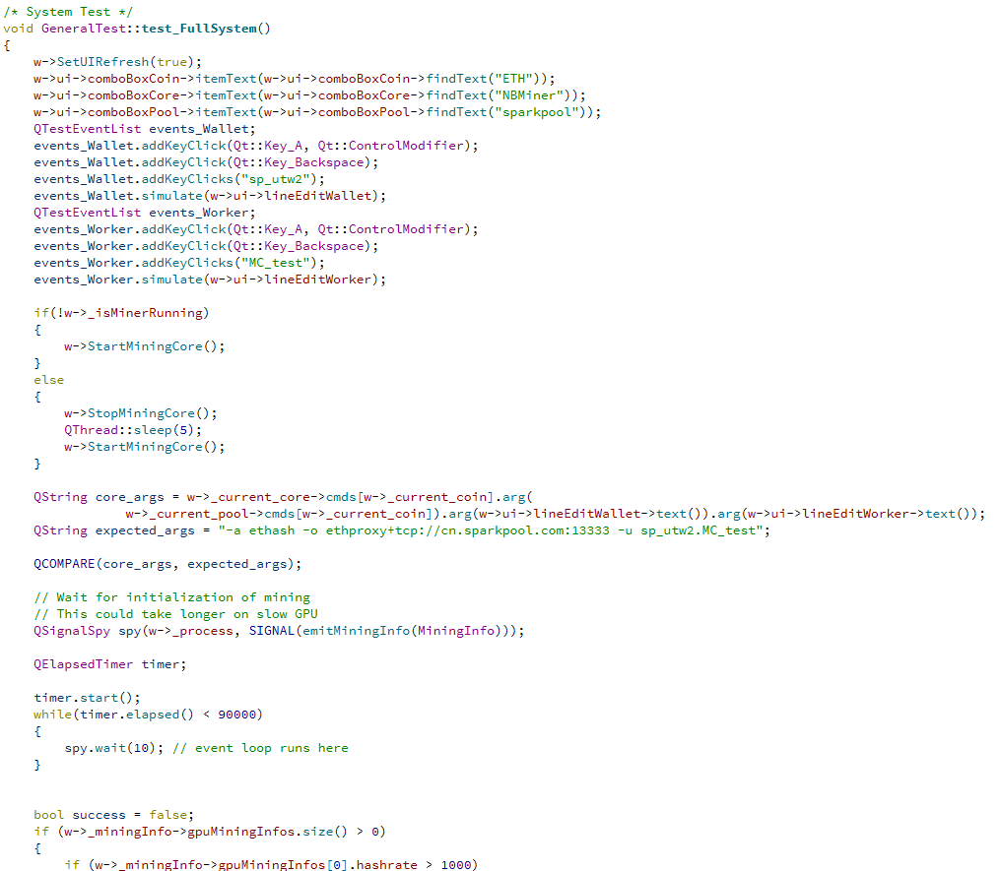 /* System Test */
void GeneralTest::test_FullSystem()
{
    w->SetUIRefresh(true);
    w->ui->comboBoxCoin->itemText(w->ui->comboBoxCoin->findText("ETH"));
    w->ui->comboBoxCore->itemText(w->ui->comboBoxCore->findText("NBMiner"));
    w->ui->comboBoxPool->itemText(w->ui->comboBoxPool->findText("sparkpool"));
    QTestEventList events_Wallet;
    events_Wallet.addKeyClick(Qt::Key_A, Qt::ControlModifier);
    events_Wallet.addKeyClick(Qt::Key_Backspace);
    events_Wallet.addKeyClicks("sp_utw2");
    events_Wallet.simulate(w->ui->lineEditWallet);
    QTestEventList events_Worker;
    events_Worker.addKeyClick(Qt::Key_A, Qt::ControlModifier);
    events_Worker.addKeyClick(Qt::Key_Backspace);
    events_Worker.addKeyClicks("MC_test");
    events_Worker.simulate(w->ui->lineEditWorker);

    if(!w->_isMinerRunning)
    {
        w->StartMiningCore();
    }
    else
    {
        w->StopMiningCore();
        QThread::sleep(5);
        w->StartMiningCore();
    }

    QString core_args = w->_current_core->cmds[w->_current_coin].arg(
                w->_current_pool->cmds[w->_current_coin]).arg(w->ui->lineEditWallet->text()).arg(w->ui->lineEditWorker->text());
    QString expected_args = "-a ethash -o ethproxy+tcp://cn.sparkpool.com:13333 -u sp_utw2.MC_test";

    QCOMPARE(core_args, expected_args);

    // Wait for initialization of mining
    // This could take longer on slow GPU
    QSignalSpy spy(w->_process, SIGNAL(emitMiningInfo(MiningInfo)));

    QElapsedTimer timer;

    timer.start();
    while(timer.elapsed() < 90000)
    {
        spy.wait(10); // event loop runs here
    }


    bool success = false;
    if (w->_miningInfo->gpuMiningInfos.size() > 0)
    {
        if (w->_miningInfo->gpuMiningInfos[0].hashrate > 1000)